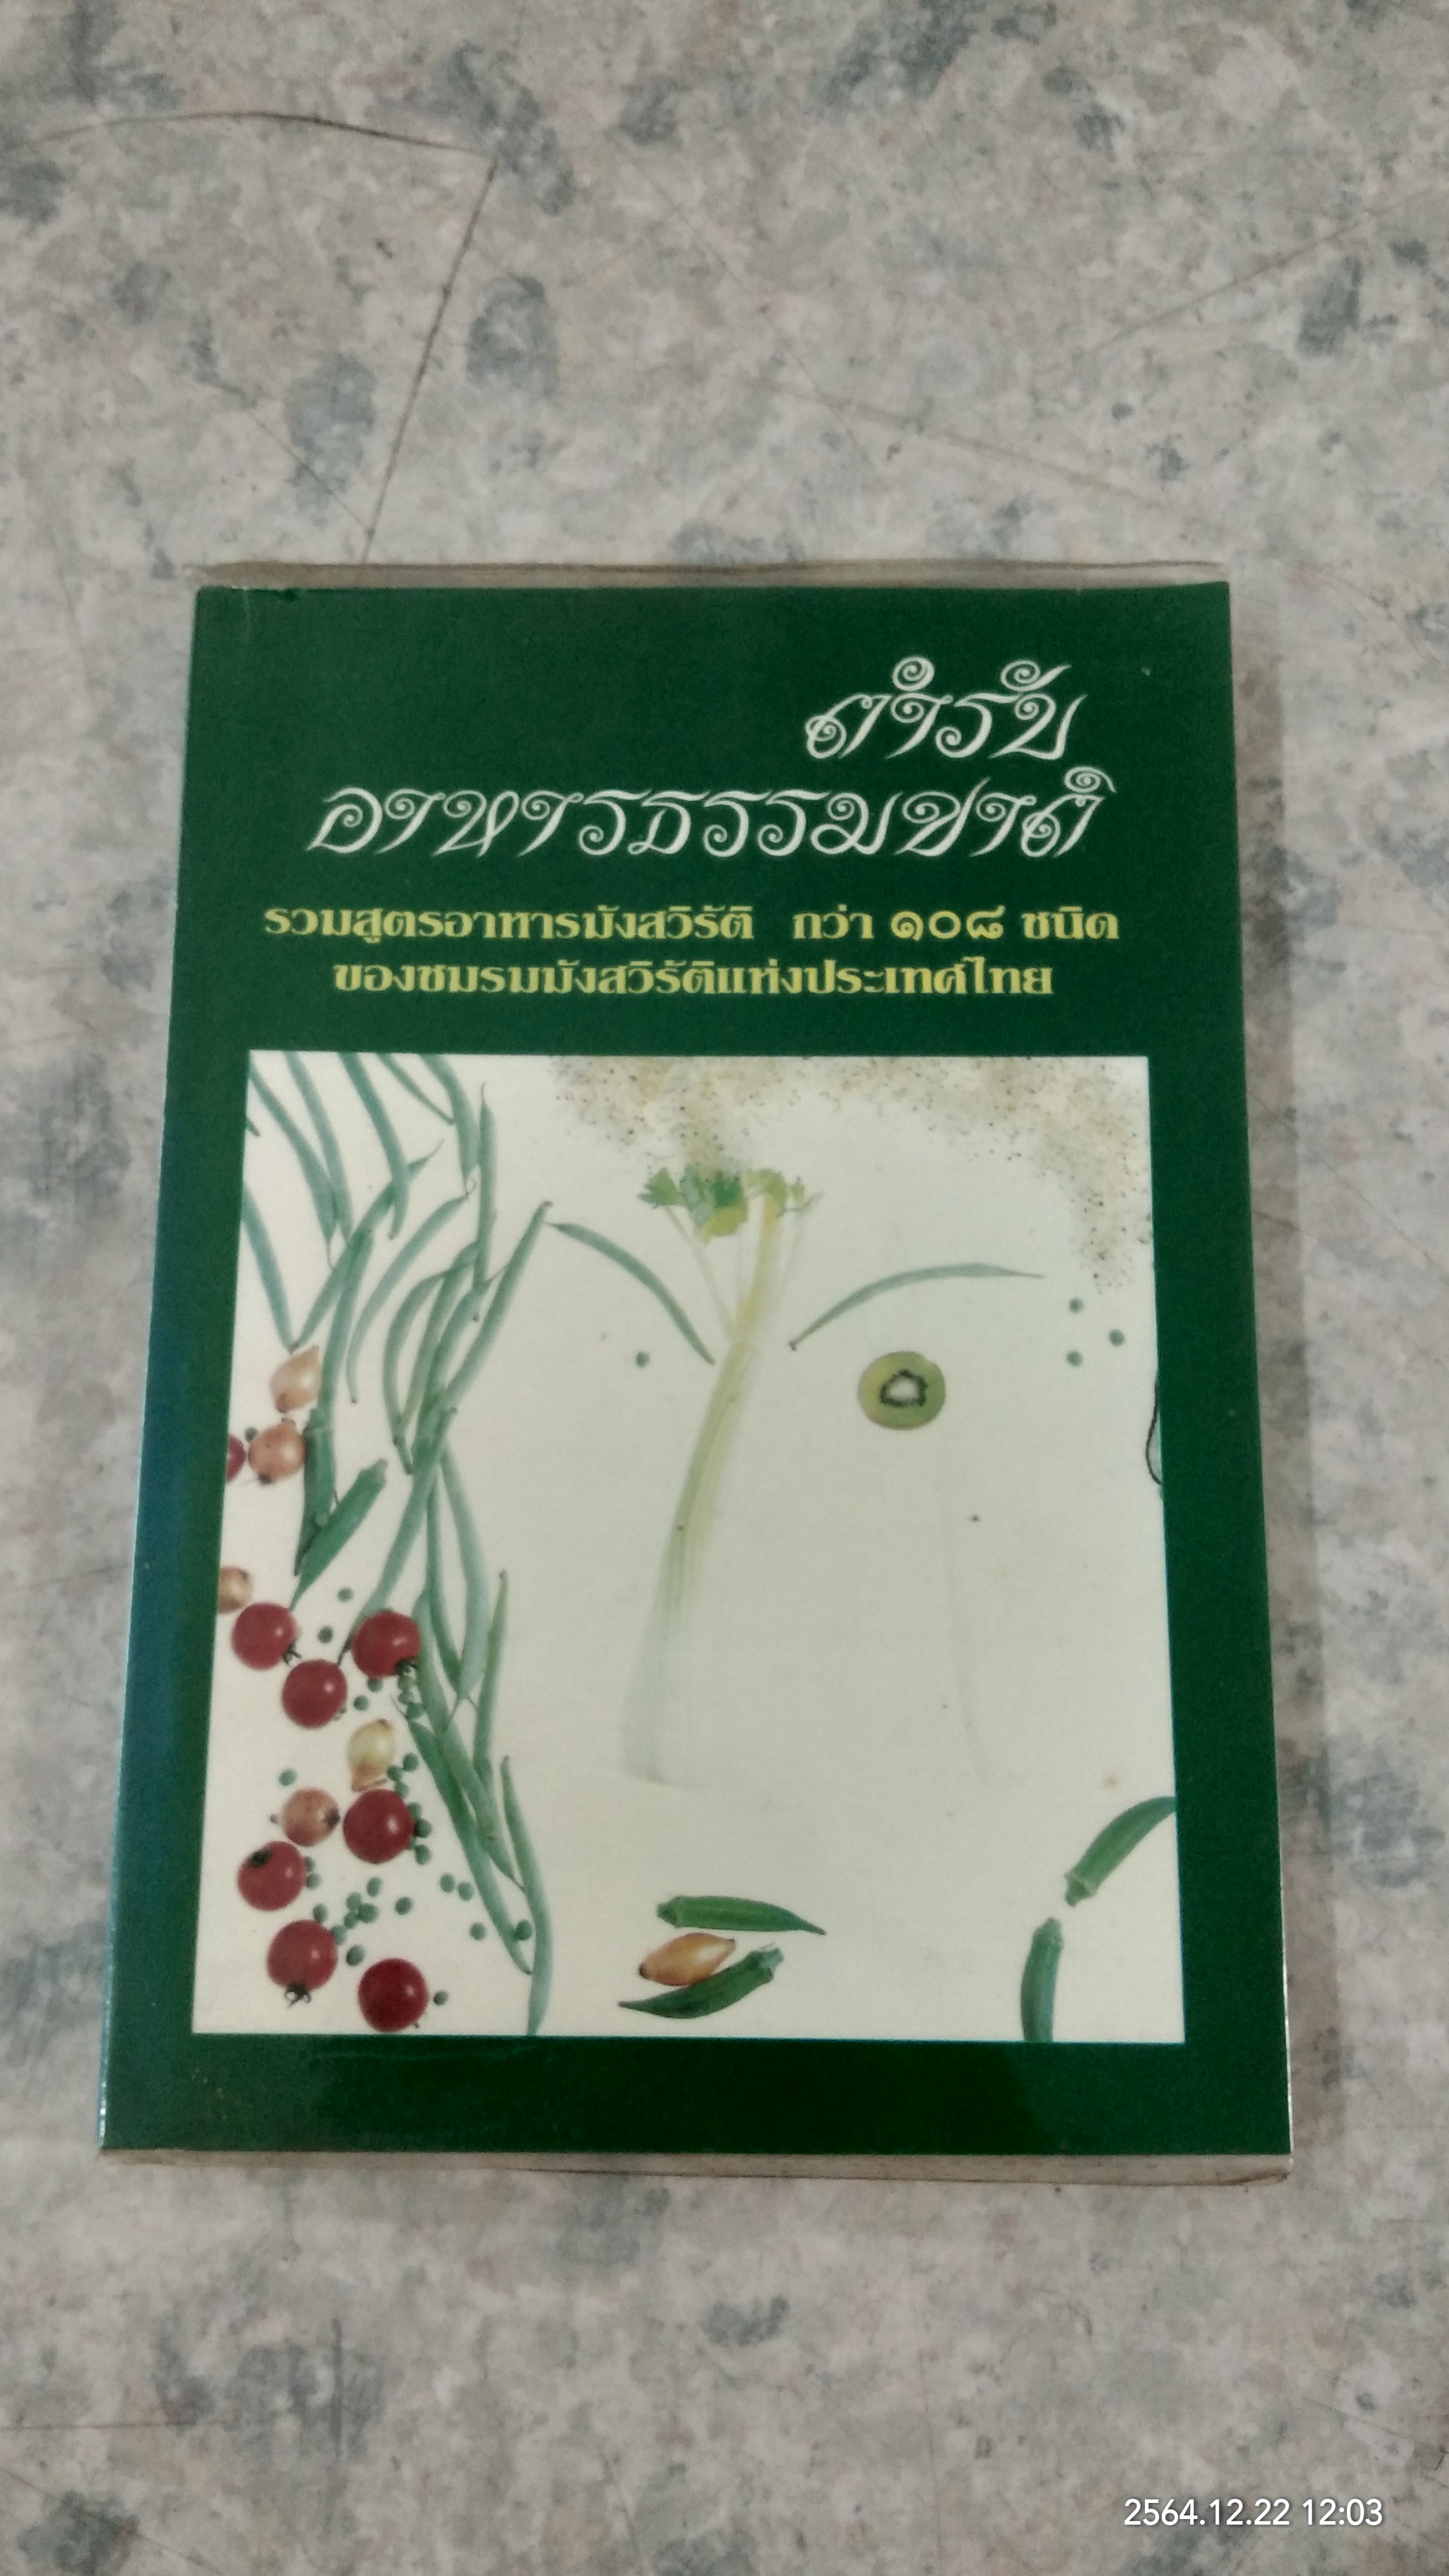 ตำรับ
อาหารธรรมชาติ
รวมสูตรอาหารมังสวิรัติ กว่า ๑๐๘ ชนิด
ของชมรมมังสวิรัติแห่งประเทศไทย
2564.12.22 12:03